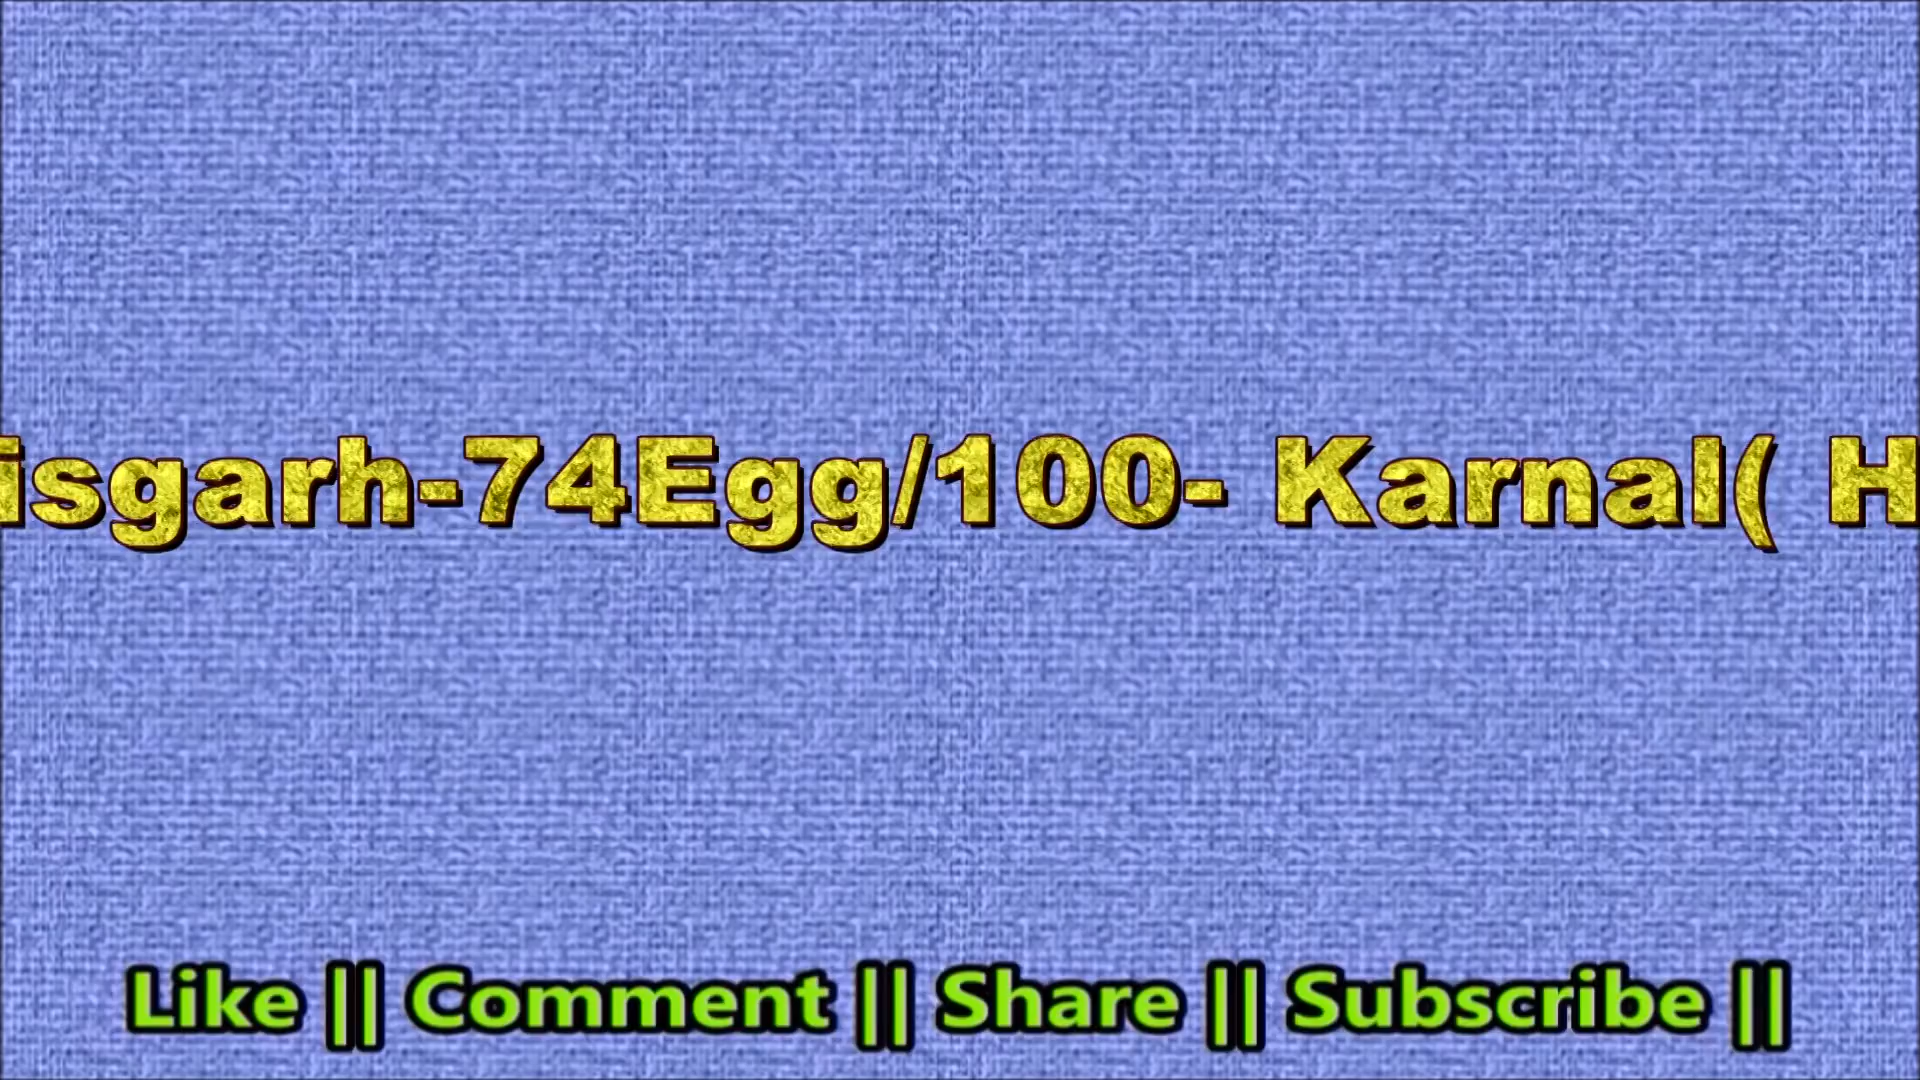 isgarh-74Egg/100- Karnal( H
Like || Comment || Share || Subscribe ||